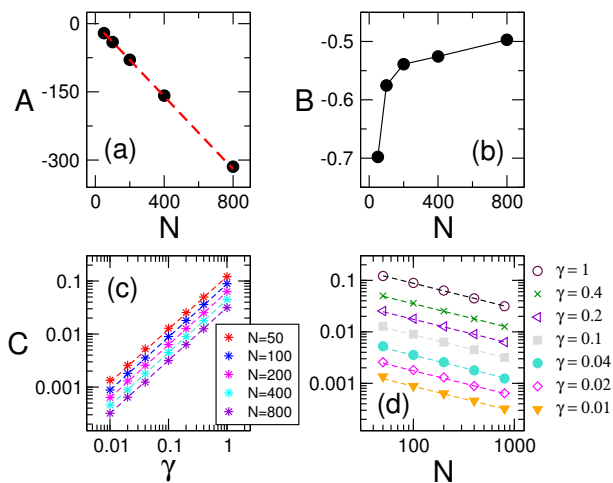 0
-150
-300
A
(a)
0
400
800
N
-0.5
-0.6
-0.7
B
(b)
0
400
800
N
0.1
0.01
0.001
C
(c)
0.01
0.1
1
γ
N=50
N=100
N=200
N=400
N=800
0.1
0.01
0.001
(d)
100
1000
N
γ = 1
γ = 0.4
γ = 0.2
γ = 0.1
γ = 0.04
γ = 0.02
γ = 0.01